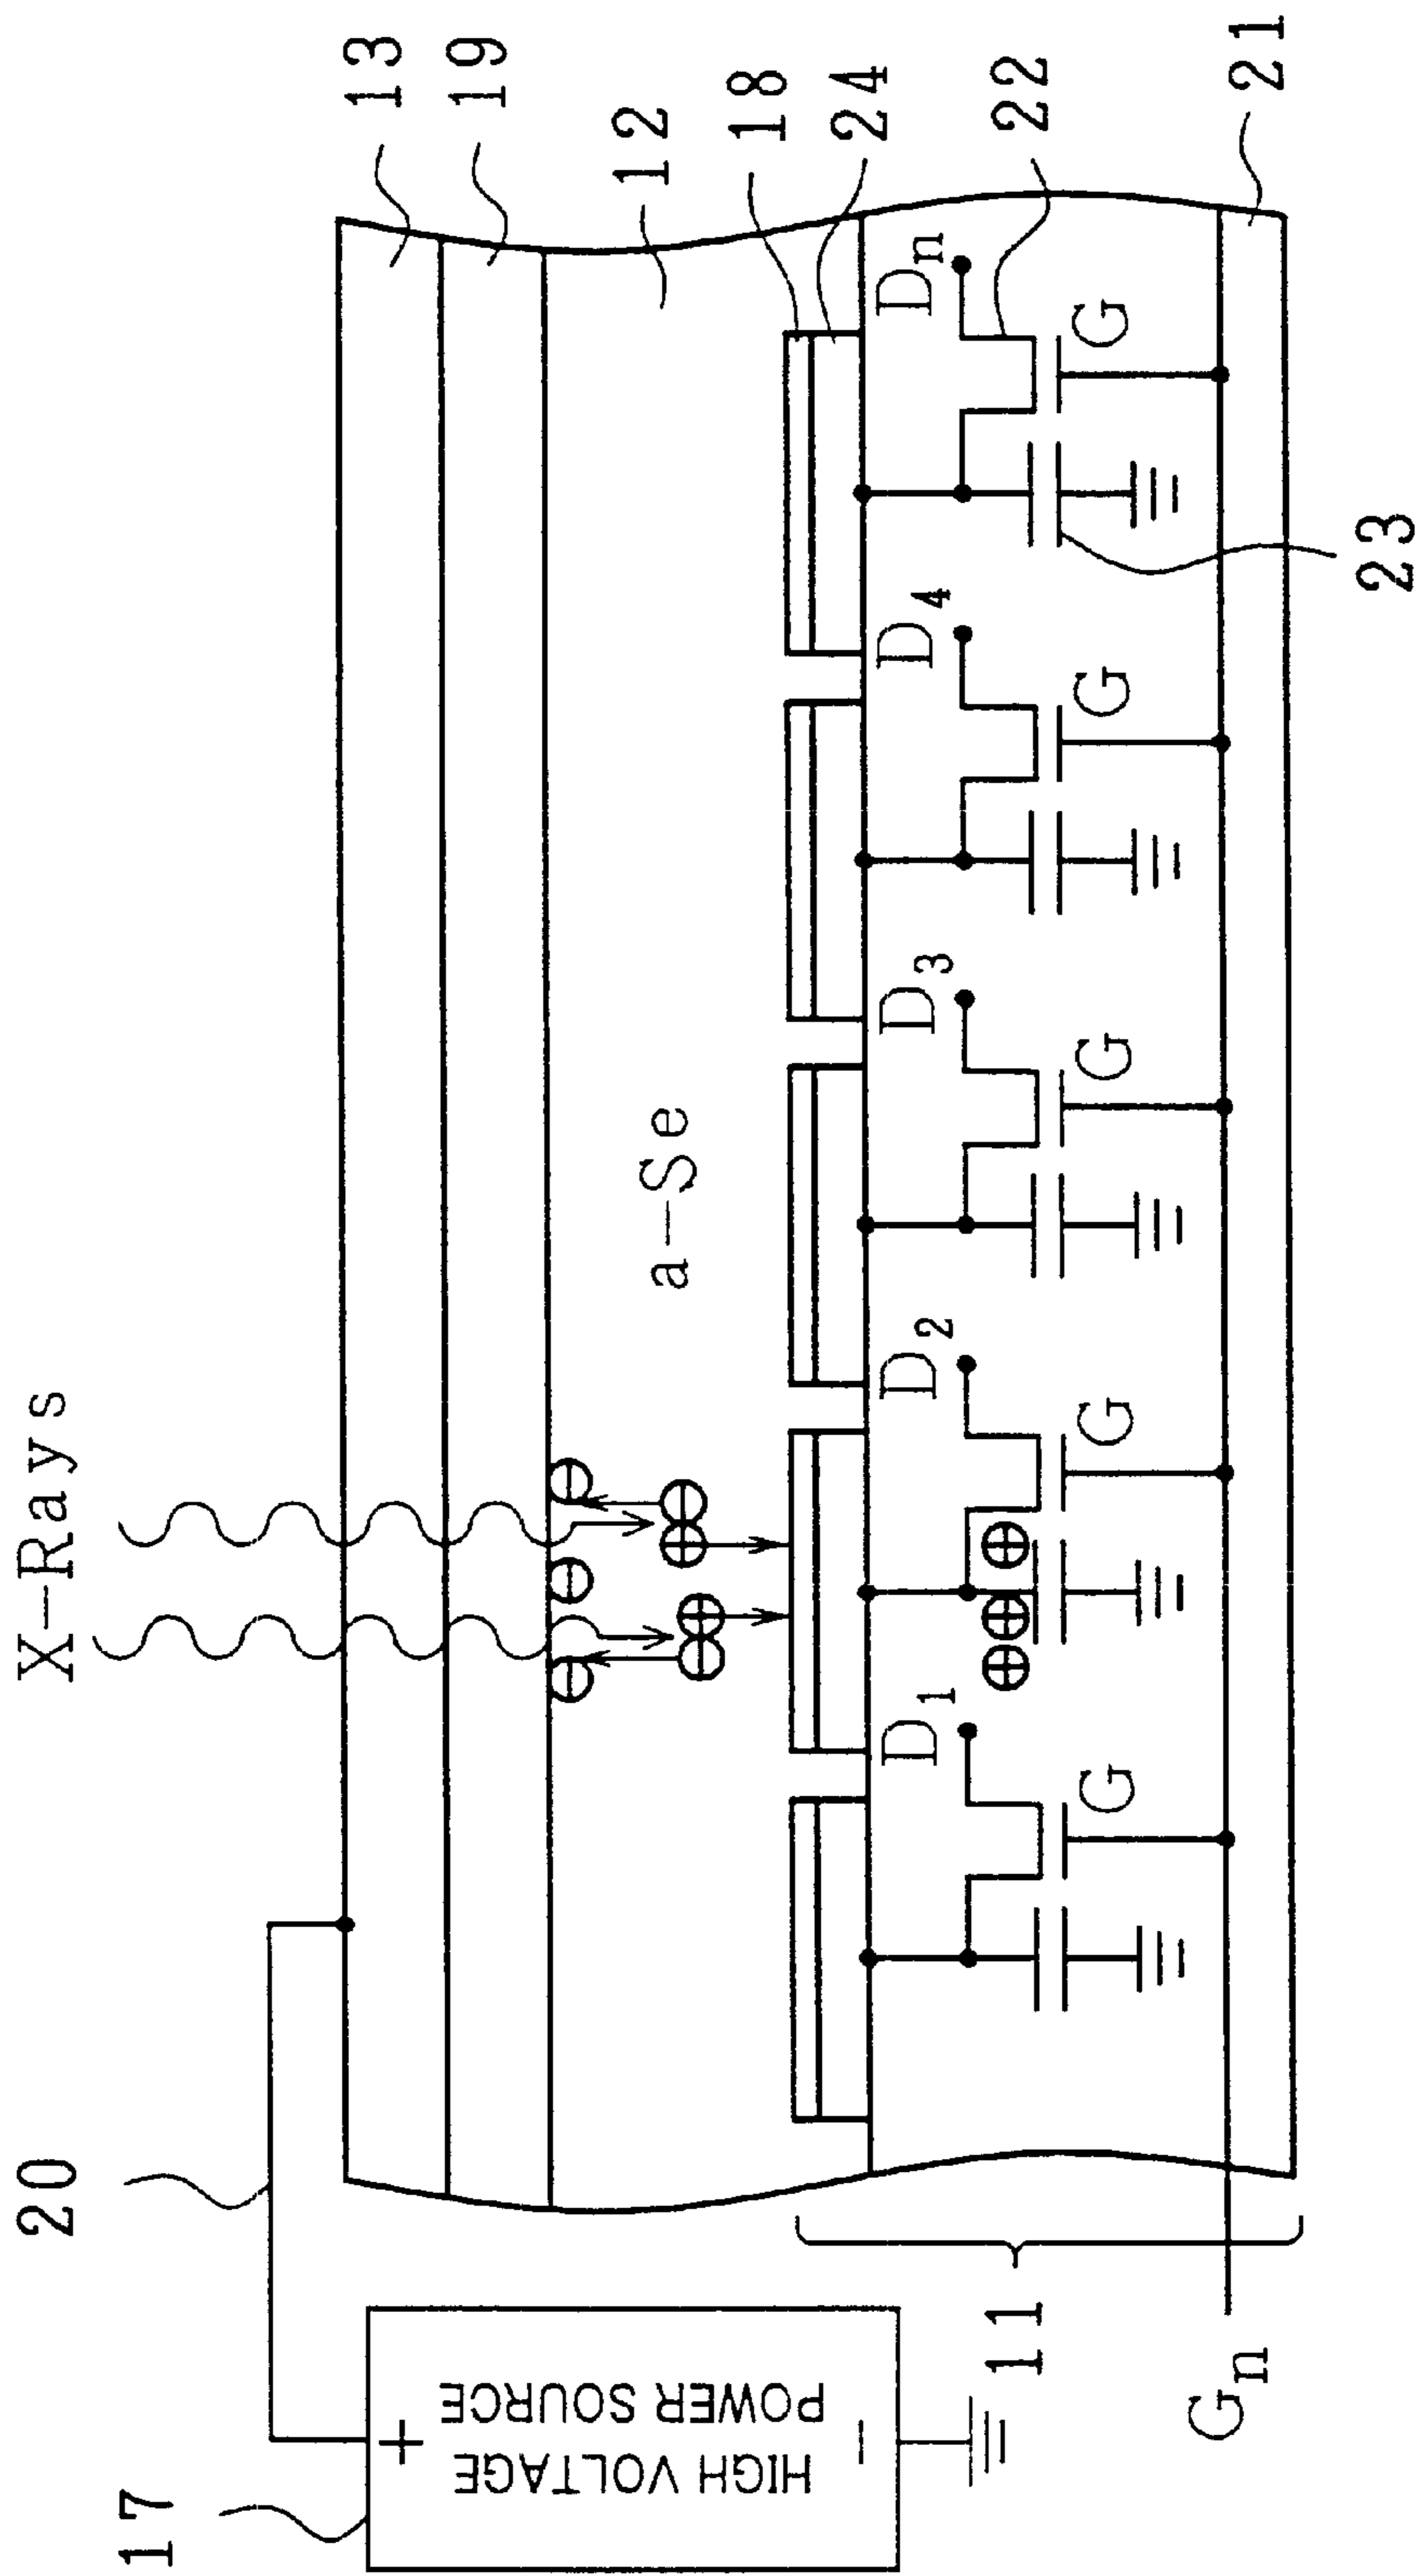 X-Rays
20
17
HIGH VOLTAGE
POWER SOURCE
+
−
13
19
12
18
24
22
21
23
11
a-Se
D1
D2
D3
D4
Dn
G
G
G
G
G
Gn